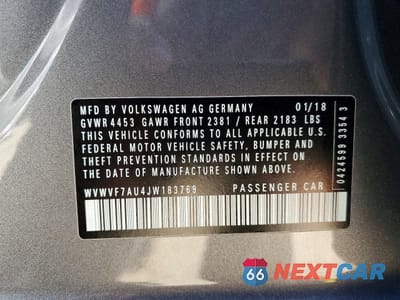 MFD BY VOLKSWAGEN AG GERMANY 01/18
GVWR 4453 GAWR FRONT 2381 / REAR 2183 LBS
THIS VEHICLE CONFORMS TO ALL APPLICABLE U.S.
FEDERAL MOTOR VEHICLE SAFETY, BUMPER AND
THEFT PREVENTION STANDARDS IN EFFECT ON THE
DATE OF MANUFACTURE SHOWN ABOVE.
WVWVF7AU4JW183769 PASSENGER CAR
0424599 3354 3
66 NEXTCAR